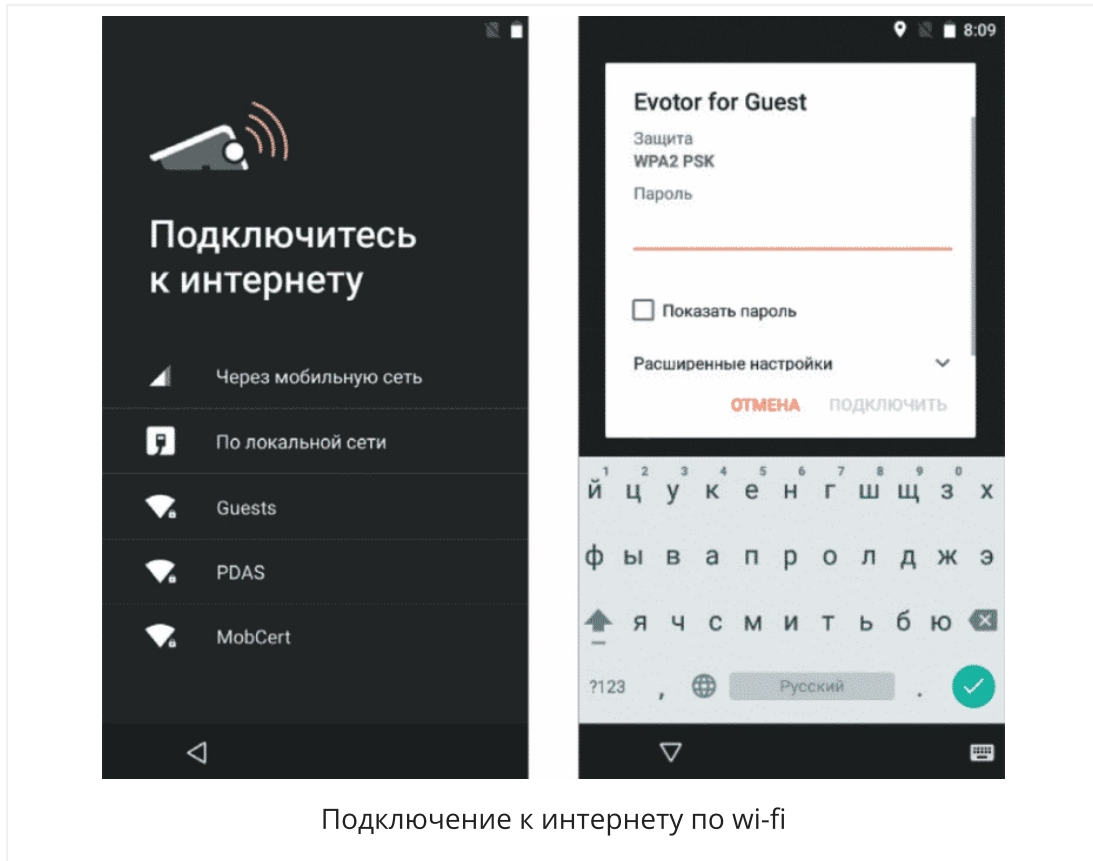 Подключитесь
к интернету
Через мобильную сеть
По локальной сети
Guests
PDAS
MobCert
8:09
Evotor for Guest
Защита
WPA2 PSK
Пароль
Показать пароль
Расширенные настройки
ОТМЕНА ПОДКЛЮЧИТЬ
1 2 3 4 5 6 7 8 9 0
й ц у к е н г ш щ з х
ф ы в а п р о л д ж э
я ч с м и т ь б ю
?123 , Русский .
Подключение к интернету по wi-fi